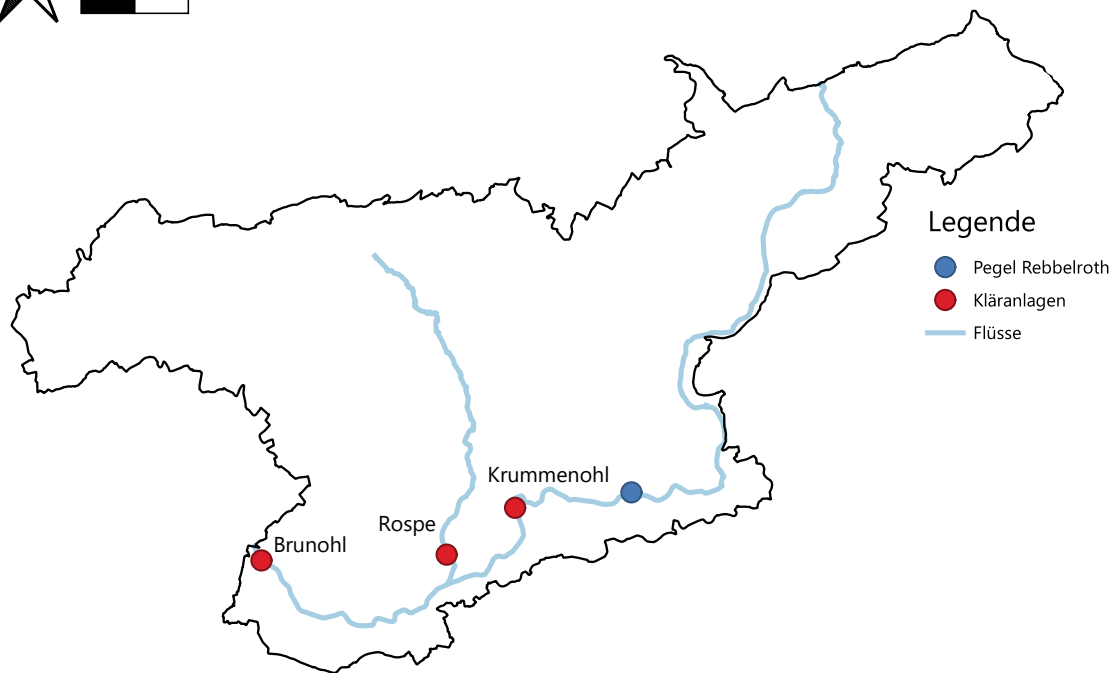 Legende
Pegel Rebbelroth
Kläranlagen
Flüsse
Krummenohl
Rospe
Brunohl